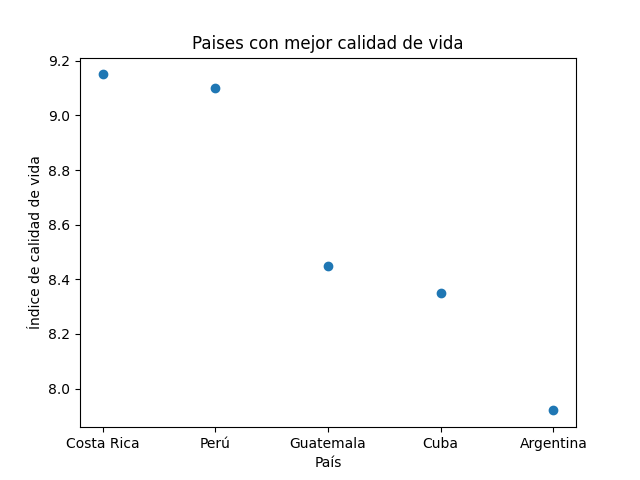 Paises con mejor calidad de vida
Índice de calidad de vida
9.2
9.0
8.8
8.6
8.4
8.2
8.0
Costa Rica Perú Guatemala Cuba Argentina
País